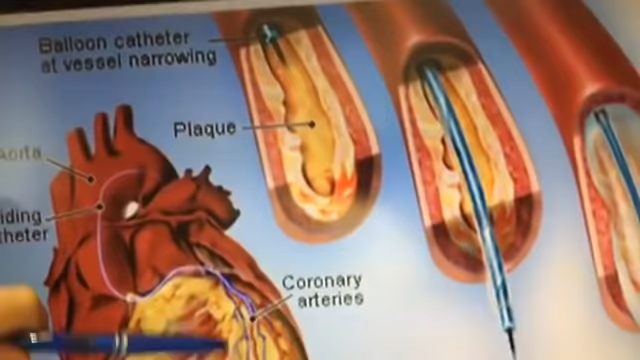 Balloon catheter
at vessel narrowing
Plaque
Aorta
iding
theter
Coronary
arteries